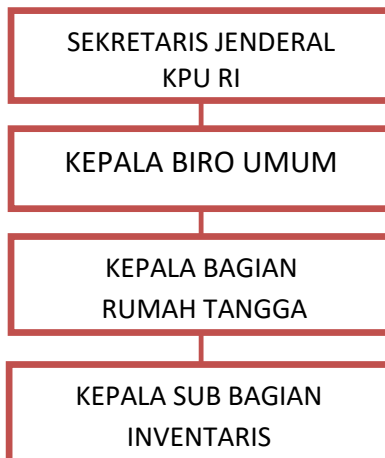 SEKRETARIS JENDERAL
KPU RI
KEPALA BIRO UMUM
KEPALA BAGIAN
RUMAH TANGGA
KEPALA SUB BAGIAN
INVENTARIS